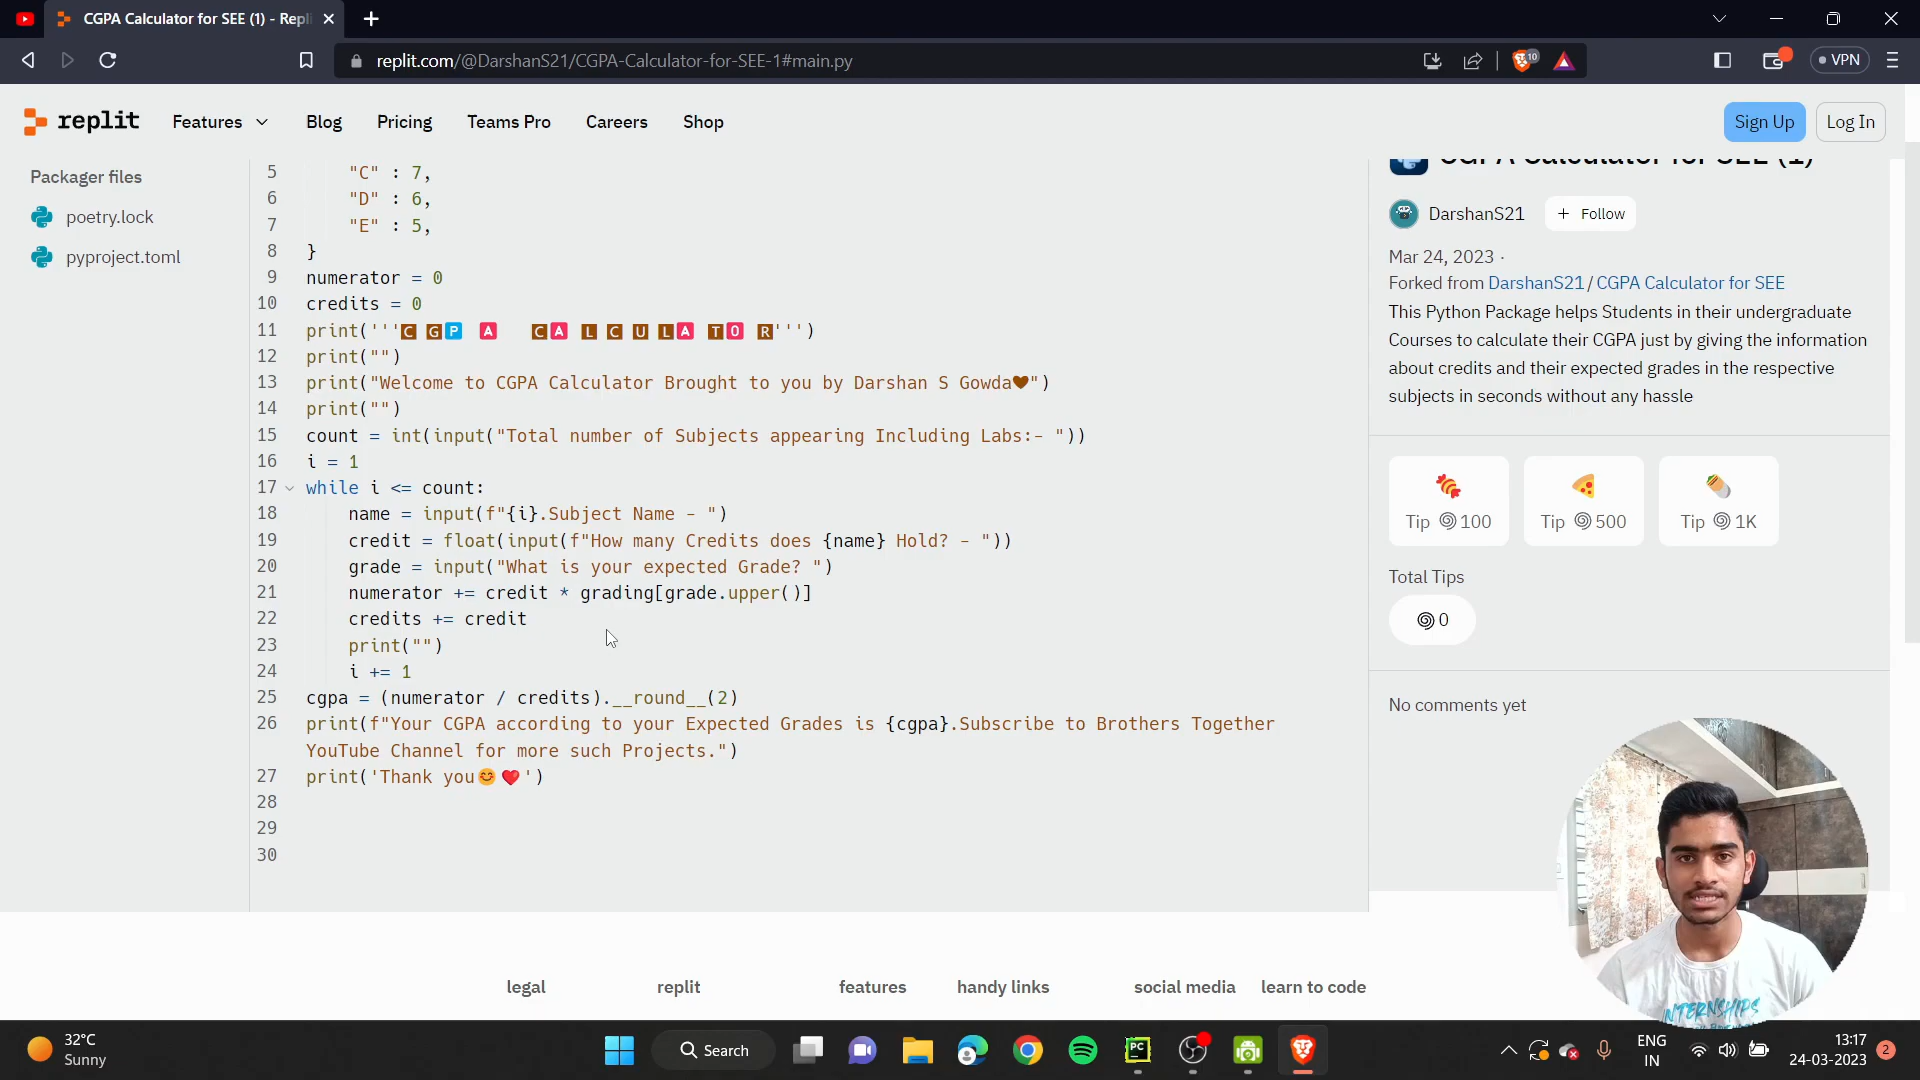 CGPA Calculator for SEE (1) - Repli
replit.com/@DarshanS21/CGPA-Calculator-for-SEE-1#main.py
10
VPN
replit
Features
Blog
Pricing
Teams Pro
Careers
Shop
Sign Up
Log In
Packager files
poetry.lock
pyproject.toml
5 "C" : 7,
6 "D" : 6,
7 "E" : 5,
8 }
9 numerator = 0
10 credits = 0
11 print('''🅲 🅶🅿 🅰 🅲🅰 🅻 🅲 🆄 🅻🅰 🆃🅾 🆁''')
12 print("")
13 print("Welcome to CGPA Calculator Brought to you by Darshan S Gowda🤎")
14 print("")
15 count = int(input("Total number of Subjects appearing Including Labs:- "))
16 i = 1
17 while i <= count:
18 name = input(f"{i}.Subject Name - ")
19 credit = float(input(f"How many Credits does {name} Hold? - "))
20 grade = input("What is your expected Grade? ")
21 numerator += credit * grading[grade.upper()]
22 credits += credit
23 print("")
24 i += 1
25 cgpa = (numerator / credits).__round__(2)
26 print(f"Your CGPA according to your Expected Grades is {cgpa}.Subscribe to Brothers Together
YouTube Channel for more such Projects.")
27 print('Thank you😊❤️')
28
29
30
CGPA Calculator for SEE (1)
DarshanS21
+ Follow
Mar 24, 2023 ·
Forked from DarshanS21/CGPA Calculator for SEE
This Python Package helps Students in their undergraduate
Courses to calculate their CGPA just by giving the information
about credits and their expected grades in the respective
subjects in seconds without any hassle
Tip 100
Tip 500
Tip 1K
Total Tips
0
No comments yet
INTERNSHIPS
legal
replit
features
handy links
social media
learn to code
32°C
Sunny
Search
PC
ENG
IN
13:17
24-03-2023
2